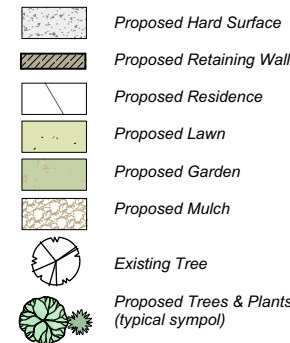 Proposed Hard Surface
Proposed Retaining Wall
Proposed Residence
Proposed Lawn
Proposed Garden
Proposed Mulch
Existing Tree
Proposed Trees & Plants
(typical sympol)